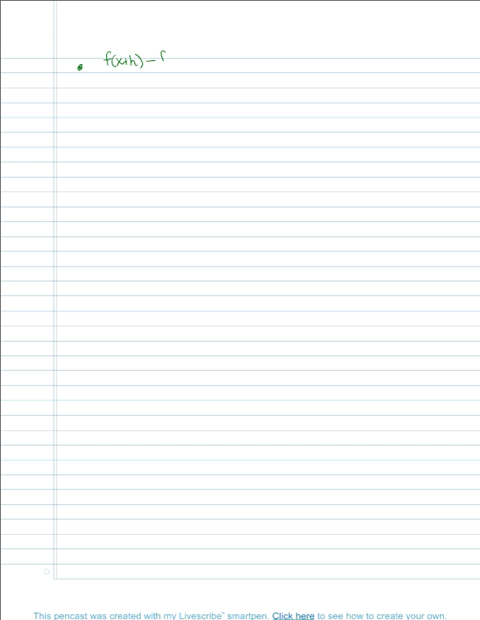 f(x+h) – f
This pencast was created with my Livescribe™ smartpen. Click here to see how to create your own.